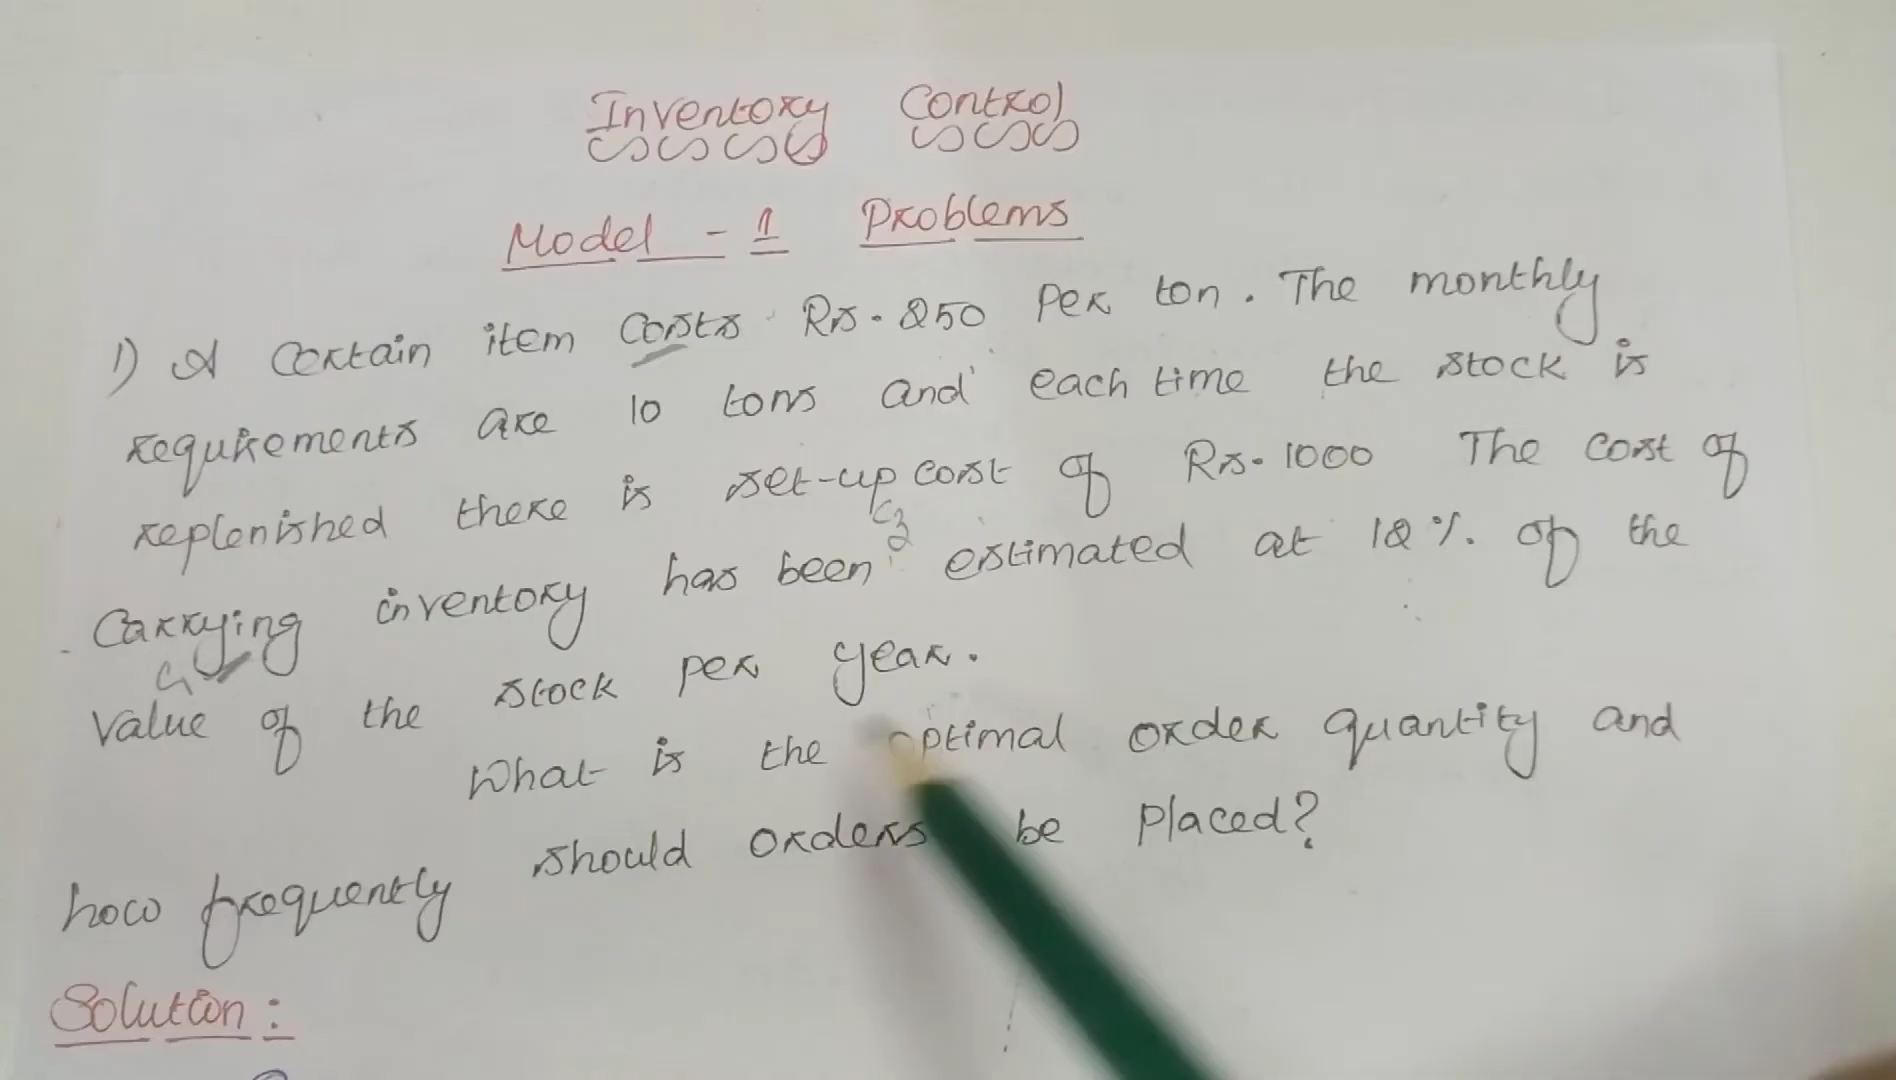 Inventory Control
Model - 1 Problems
1) A Certain item Costs Rs. 250 Per ton. The monthly
requirements are 10 tons and each time the stock is
replenished there is set-up cost of Rs. 1000 The cost of
C3
Carrying inventory has been estimated at 12 %. of the
C1
Value of the stock per year.
What is the optimal order quantity and
how frequently should orders be placed?
Solution: